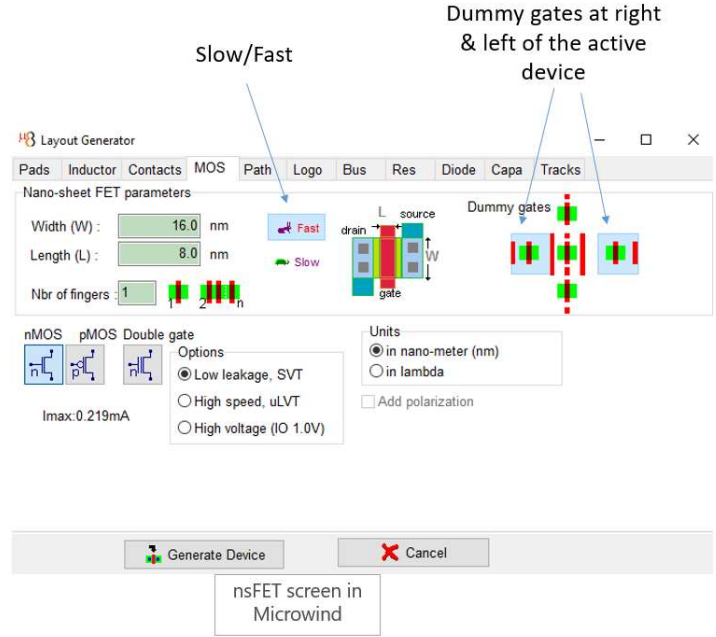 Dummy gates at right
& left of the active
device
Slow/Fast
Layout Generator
Pads Inductor Contacts MOS Path Logo Bus Res Diode Capa Tracks
Nano-sheet FET parameters
Width (W) : 16.0 nm
Length (L) : 8.0 nm
Nbr of fingers : 1
1 2 n
Fast
Slow
L source
drain
W
gate
Dummy gates
nMOS pMOS Double gate
n p n
Imax:0.219mA
Options
Low leakage, SVT
High speed, uLVT
High voltage (IO 1.0V)
Units
in nano-meter (nm)
in lambda
Add polarization
Generate Device Cancel
nsFET screen in
Microwind